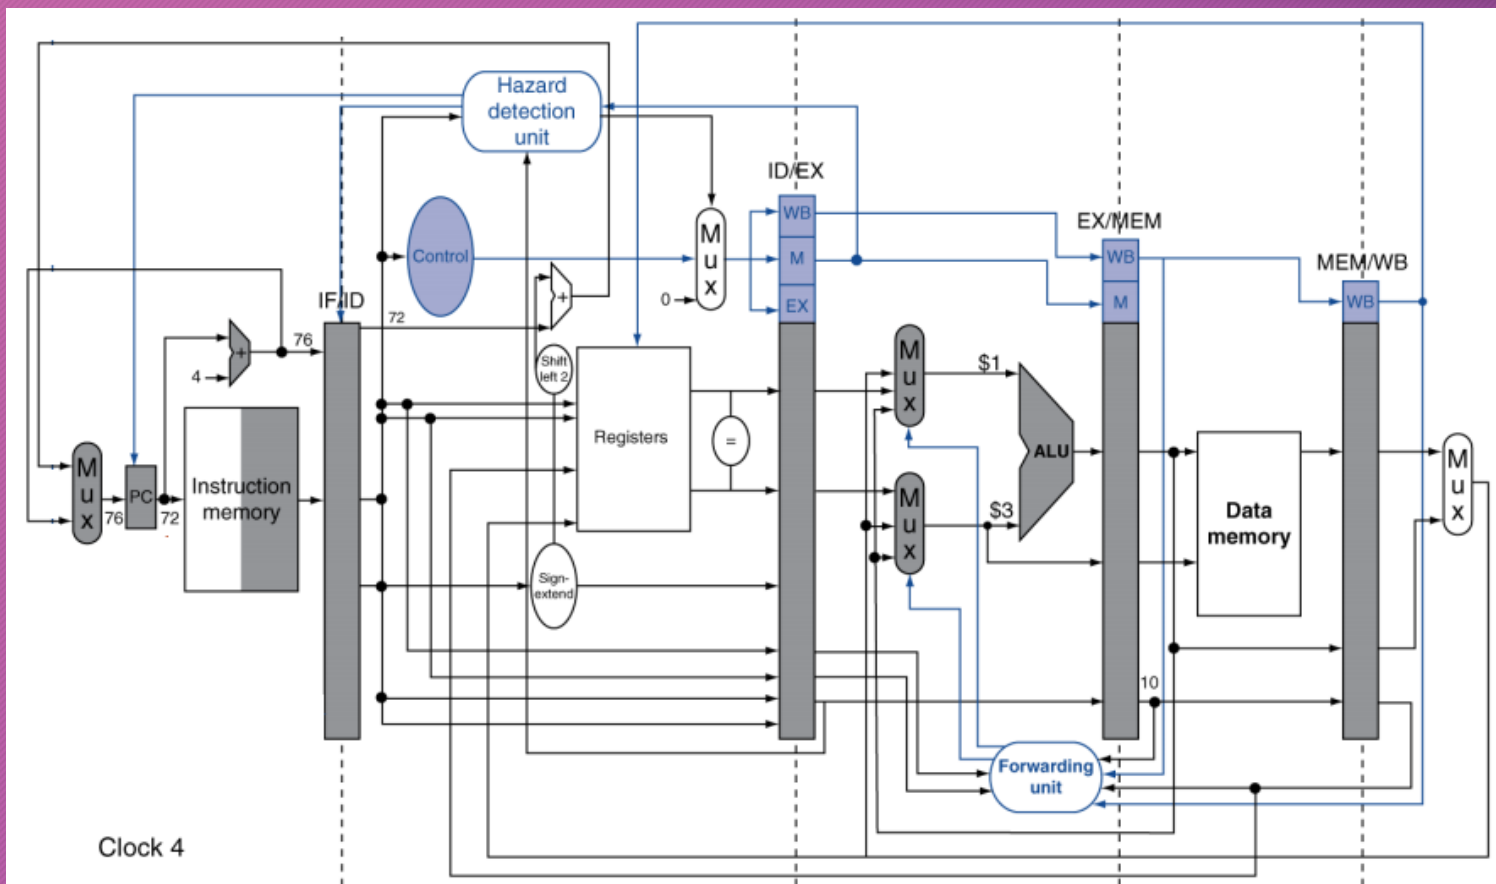 Hazard
detection
unit
ID/EX
WB
M
EX
EX/MEM
WB
M
MEM/WB
WB
Control
M
u
x
0
IF/ID
72
+
76
4
+
Shift
left 2
Registers
=
M
u
x
$1
ALU
M
u
x
$3
M
u
x
76
PC
72
Instruction
memory
Data
memory
M
u
x
Sign-
extend
10
Forwarding
unit
Clock 4